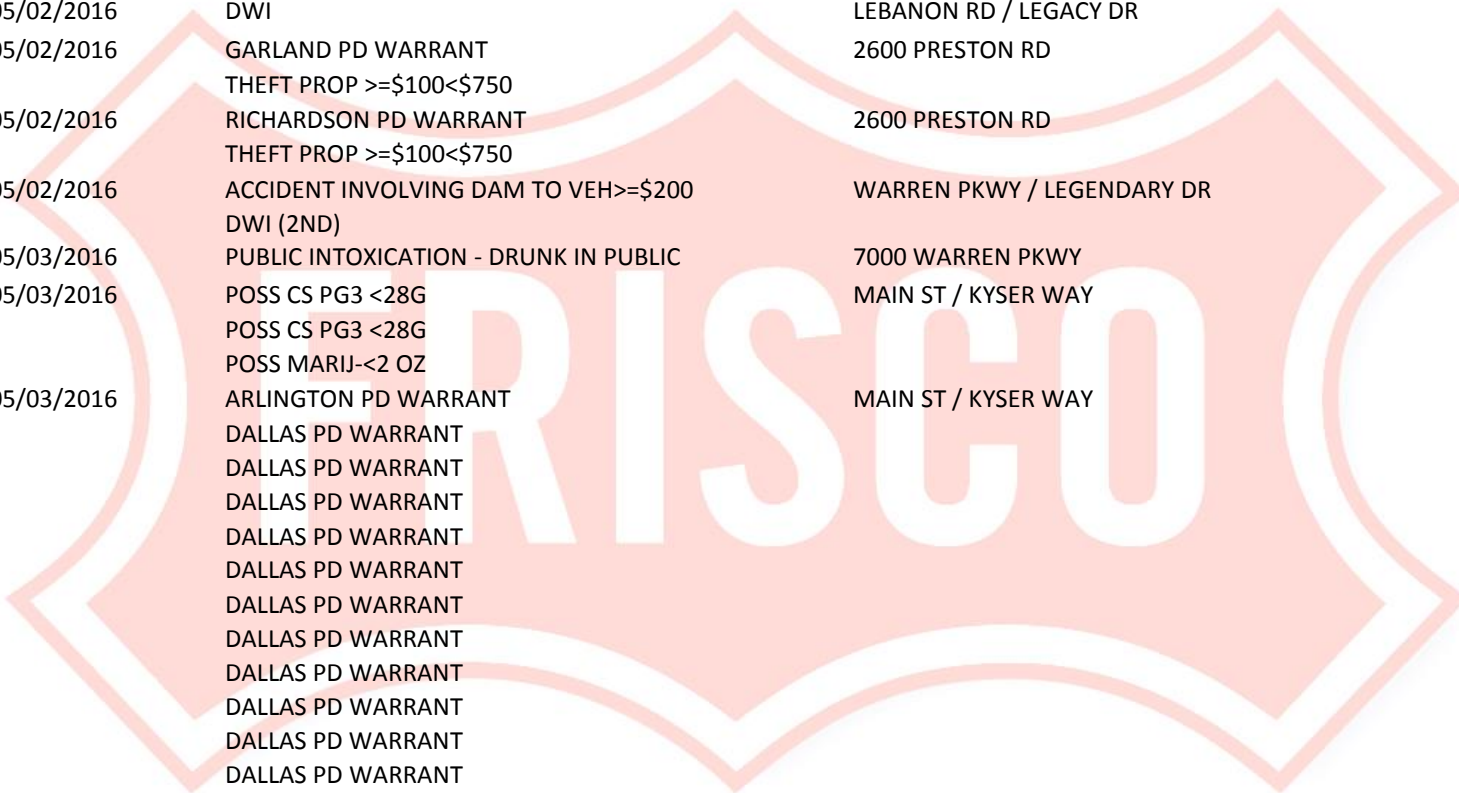 05/02/2016 DWI LEBANON RD / LEGACY DR
05/02/2016 GARLAND PD WARRANT 2600 PRESTON RD
THEFT PROP >=$100<$750
05/02/2016 RICHARDSON PD WARRANT 2600 PRESTON RD
THEFT PROP >=$100<$750
05/02/2016 ACCIDENT INVOLVING DAM TO VEH>=$200 WARREN PKWY / LEGENDARY DR
DWI (2ND)
05/03/2016 PUBLIC INTOXICATION - DRUNK IN PUBLIC 7000 WARREN PKWY
05/03/2016 POSS CS PG3 <28G MAIN ST / KYSER WAY
POSS CS PG3 <28G
POSS MARIJ-<2 OZ
05/03/2016 ARLINGTON PD WARRANT MAIN ST / KYSER WAY
DALLAS PD WARRANT
DALLAS PD WARRANT
DALLAS PD WARRANT
DALLAS PD WARRANT
DALLAS PD WARRANT
DALLAS PD WARRANT
DALLAS PD WARRANT
DALLAS PD WARRANT
DALLAS PD WARRANT
DALLAS PD WARRANT
DALLAS PD WARRANT
FRISCO